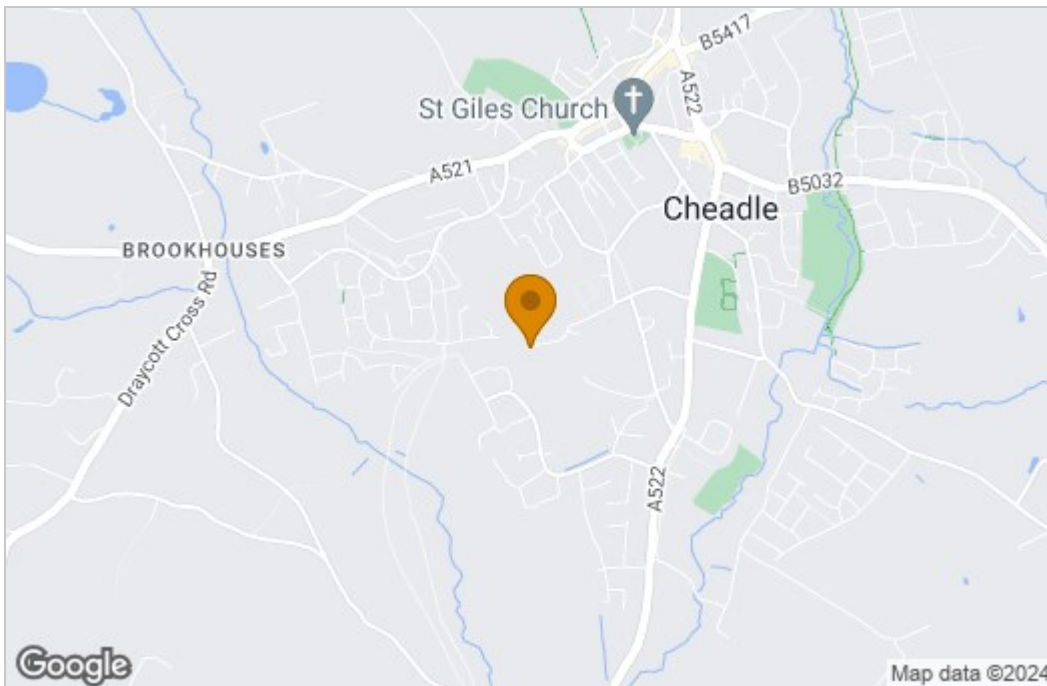 B5417
A522
St Giles Church
A521
B5032
Cheadle
BROOKHOUSES
Draycott Cross Rd
A522
Google
Map data ©2024